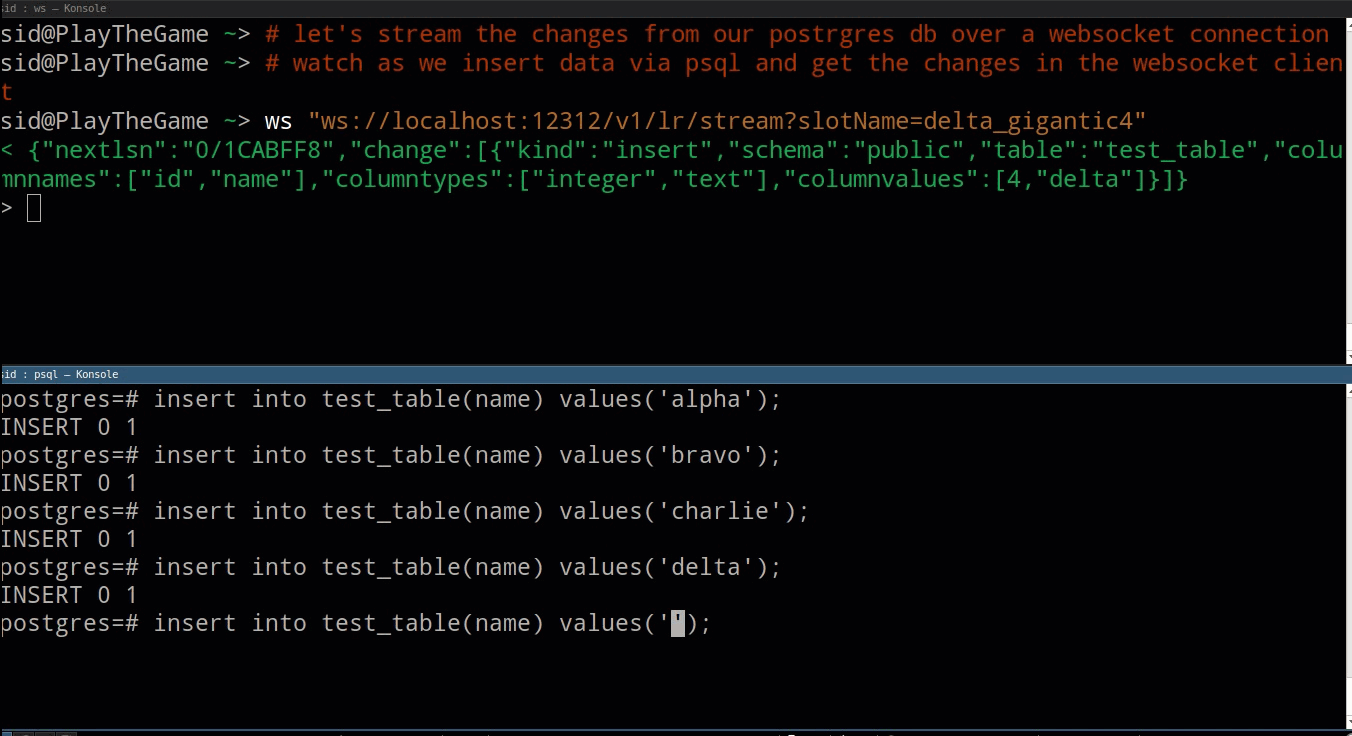 sid : ws — Konsole
sid@PlayTheGame ~> # let's stream the changes from our postrgres db over a websocket connection
sid@PlayTheGame ~> # watch as we insert data via psql and get the changes in the websocket clien
t
sid@PlayTheGame ~> ws "ws://localhost:12312/v1/lr/stream?slotName=delta_gigantic4"
< {"nextlsn":"0/1CABFF8","change":[{"kind":"insert","schema":"public","table":"test_table","colu
mnnames":["id","name"],"columntypes":["integer","text"],"columnvalues":[4,"delta"]}]}
>
sid : psql — Konsole
postgres=# insert into test_table(name) values('alpha');
INSERT 0 1
postgres=# insert into test_table(name) values('bravo');
INSERT 0 1
postgres=# insert into test_table(name) values('charlie');
INSERT 0 1
postgres=# insert into test_table(name) values('delta');
INSERT 0 1
postgres=# insert into test_table(name) values('');